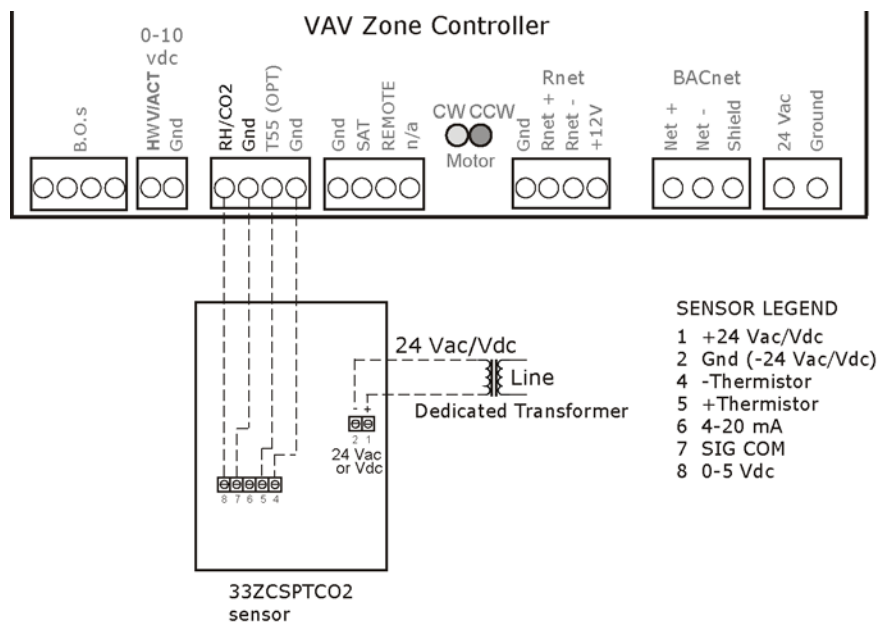 VAV Zone Controller
0-10
vdc
B.O.s
HWV/ACT
Gnd
RH/CO2
Gnd
T55 (OPT)
Gnd
Gnd
SAT
REMOTE
n/a
CW CCW
Motor
Rnet
Gnd
Rnet +
Rnet -
+12V
BACnet
Net +
Net -
Shield
24 Vac
Ground
24 Vac/Vdc
Line
Dedicated Transformer
- +
2 1
24 Vac
or Vdc
8 7 6 5 4
33ZCSPTCO2
sensor
SENSOR LEGEND
1 +24 Vac/Vdc
2 Gnd (-24 Vac/Vdc)
4 -Thermistor
5 +Thermistor
6 4-20 mA
7 SIG COM
8 0-5 Vdc